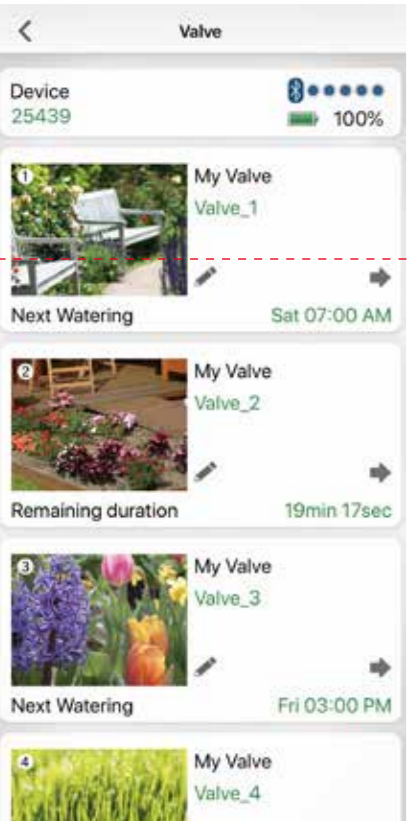 Valve
Device
25439
100%
1
My Valve
Valve_1
Next Watering
Sat 07:00 AM
2
My Valve
Valve_2
Remaining duration
19min 17sec
3
My Valve
Valve_3
Next Watering
Fri 03:00 PM
4
My Valve
Valve_4